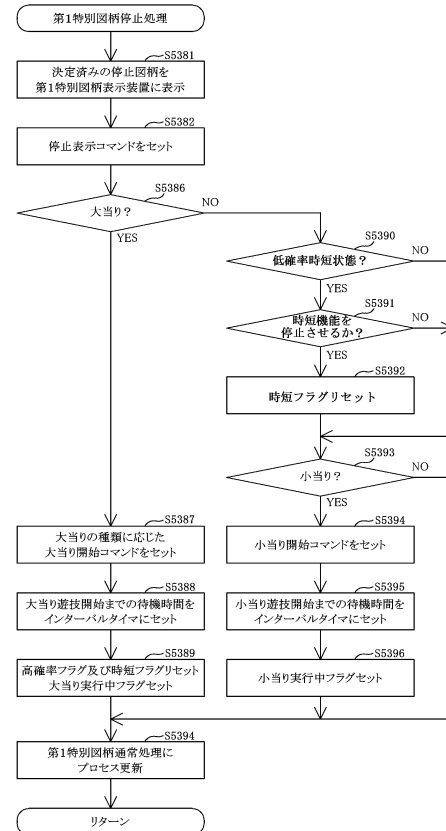 第1特別図柄停止処理
S5381
決定済みの停止図柄を
第1特別図柄表示装置に表示
S5382
停止表示コマンドをセット
S5386
大当り?
NO
YES
S5390
低確率時短状態?
NO
YES
S5391
時短機能を
停止させるか?
NO
YES
S5392
時短フラグリセット
S5393
小当り?
NO
YES
S5387
大当りの種類に応じた
大当り開始コマンドをセット
S5394
小当り開始コマンドをセット
S5388
大当り遊技開始までの待機時間を
インターバルタイマにセット
S5395
小当り遊技開始までの待機時間を
インターバルタイマにセット
S5389
高確率フラグ及び時短フラグリセット
大当り実行中フラグセット
S5396
小当り実行中フラグセット
S5394
第1特別図柄通常処理に
プロセス更新
リターン